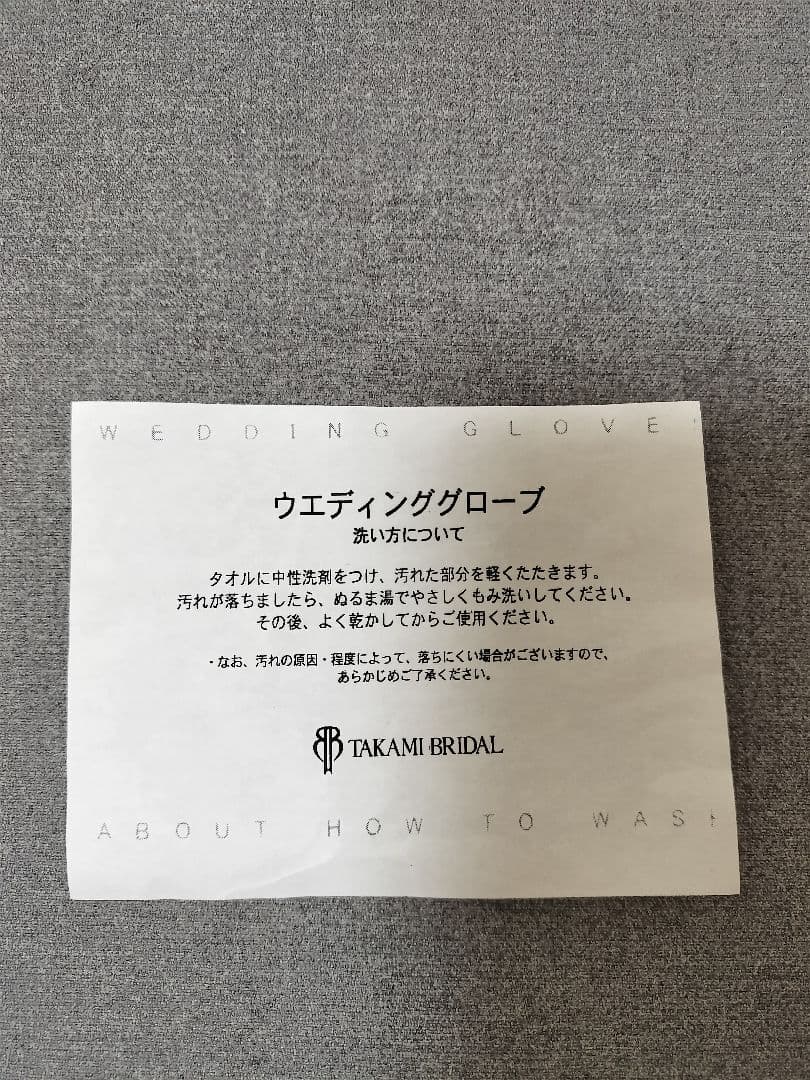 WEDDING GLOVE
ウエディンググローブ
洗い方について
タオルに中性洗剤をつけ、汚れた部分を軽くたたきます。
汚れが落ちましたら、ぬるま湯でやさしくもみ洗いしてください。
その後、よく乾かしてからご使用ください。
・なお、汚れの原因・程度によって、落ちにくい場合がございますので、
あらかじめご了承ください。
TAKAMI BRIDAL
ABOUT HOW TO WASH